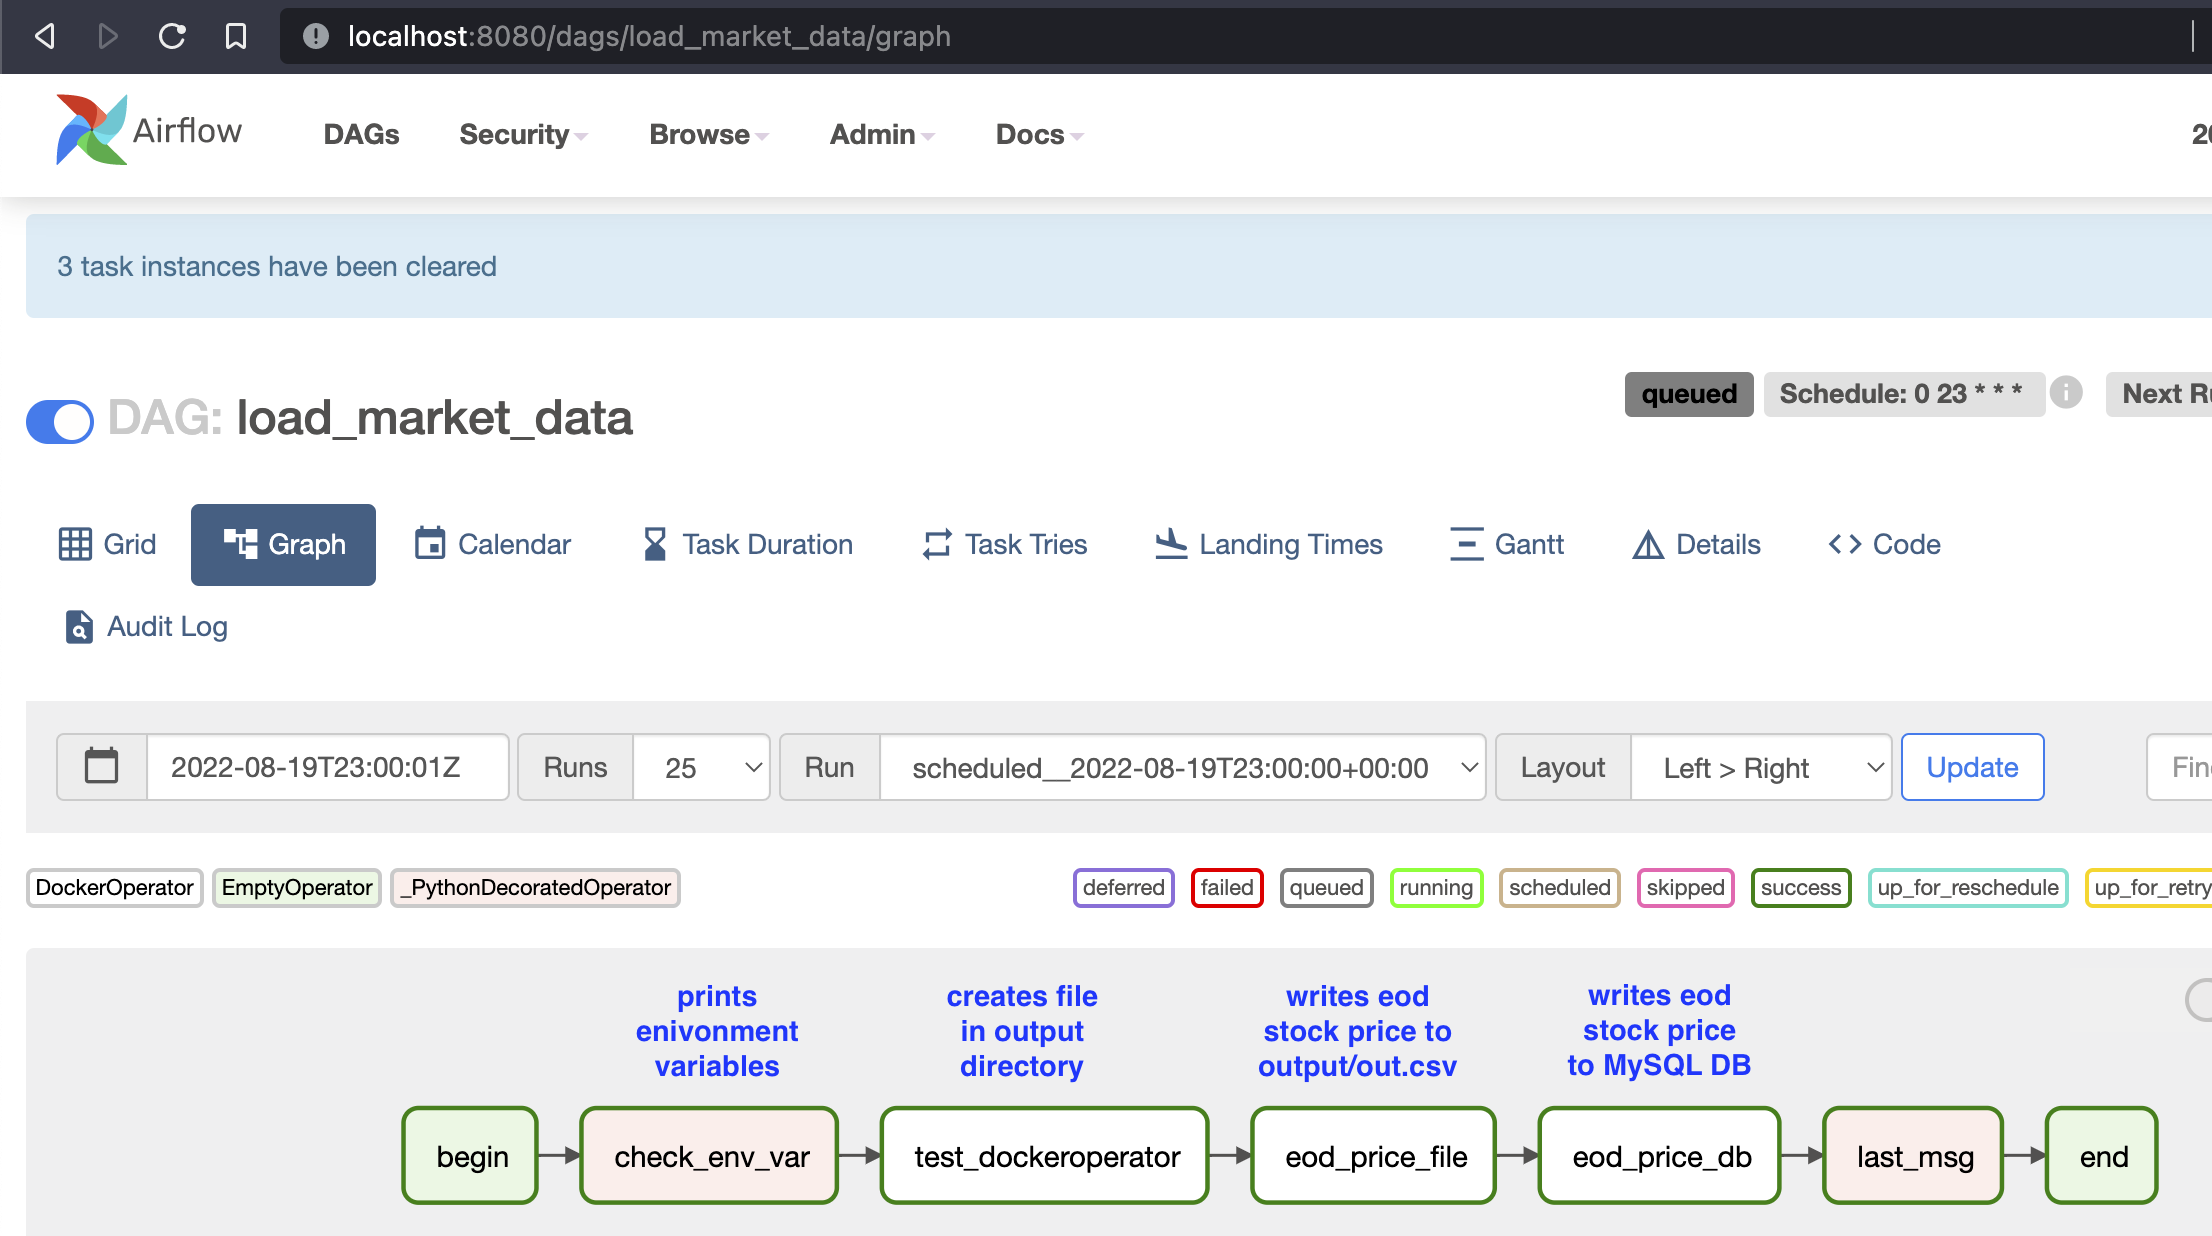 localhost:8080/dags/load_market_data/graph
Airflow DAGs Security Browse Admin Docs 20
3 task instances have been cleared
DAG: load_market_data
queued Schedule: 0 23 * * * Next Ru
Grid Graph Calendar Task Duration Task Tries Landing Times Gantt Details Code
Audit Log
2022-08-19T23:00:01Z Runs 25 Run scheduled__2022-08-19T23:00:00+00:00 Layout Left > Right Update Fin
DockerOperator EmptyOperator _PythonDecoratedOperator deferred failed queued running scheduled skipped success up_for_reschedule up_for_retry
prints
enivonment
variables
creates file
in output
directory
writes eod
stock price to
output/out.csv
writes eod
stock price
to MySQL DB
begin check_env_var test_dockeroperator eod_price_file eod_price_db last_msg end